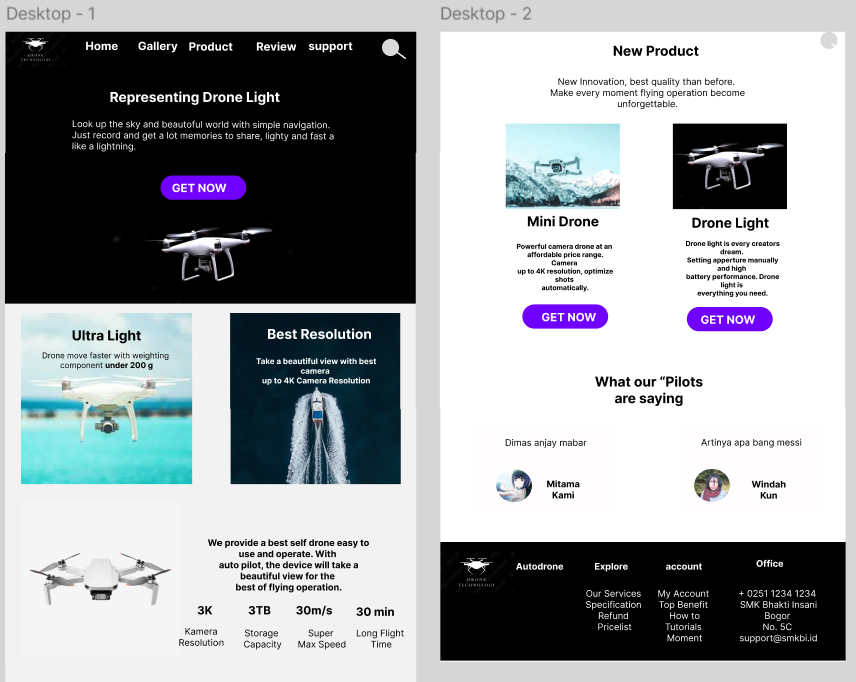 Desktop - 1
DRONE
TECHNOLOGY
Home Gallery Product Review support
Representing Drone Light
Look up the sky and beautoful world with simple navigation.
Just record and get a lot memories to share, lighty and fast a
like a lightning.
GET NOW
Ultra Light
Drone move faster with weighting
component under 200 g
Best Resolution
Take a beautiful view with best
camera
up to 4K Camera Resolution
We provide a best self drone easy to
use and operate. With
auto pilot, the device will take a
beautiful view for the
best of flying operation.
3K
Kamera
Resolution
3TB
Storage
Capacity
30m/s
Super
Max Speed
30 min
Long Flight
Time
Desktop - 2
New Product
New Innovation, best quality than before.
Make every moment flying operation become
unforgettable.
Mini Drone
Powerful camera drone at an
affordable price range.
Camera
up to 4K resolution, optimize
shots
automatically.
GET NOW
Drone Light
Drone light is every creators
dream.
Setting apperture manually
and high
battery performance. Drone
light is
everything you need.
GET NOW
What our “Pilots
are saying
Dimas anjay mabar
Mitama
Kami
Artinya apa bang messi
Windah
Kun
DRONE
TECHNOLOGY
Autodrone
Explore
Our Services
Specification
Refund
Pricelist
account
My Account
Top Benefit
How to
Tutorials
Moment
Office
+ 0251 1234 1234
SMK Bhakti Insani
Bogor
No. 5C
support@smkbi.id